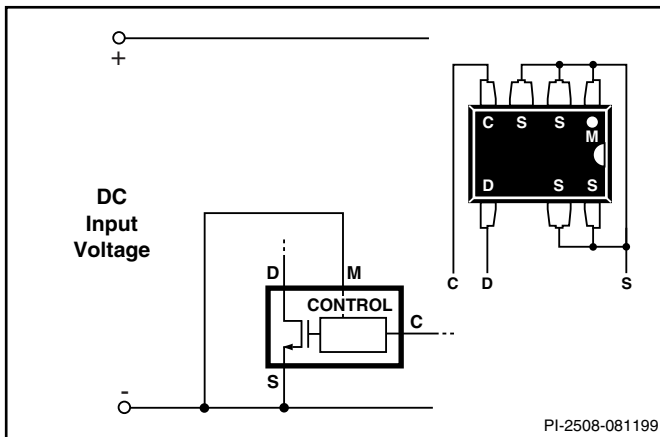 +
C S S
M
D S S
DC
Input
Voltage
D M
CONTROL
C
C D S
S
-
PI-2508-081199